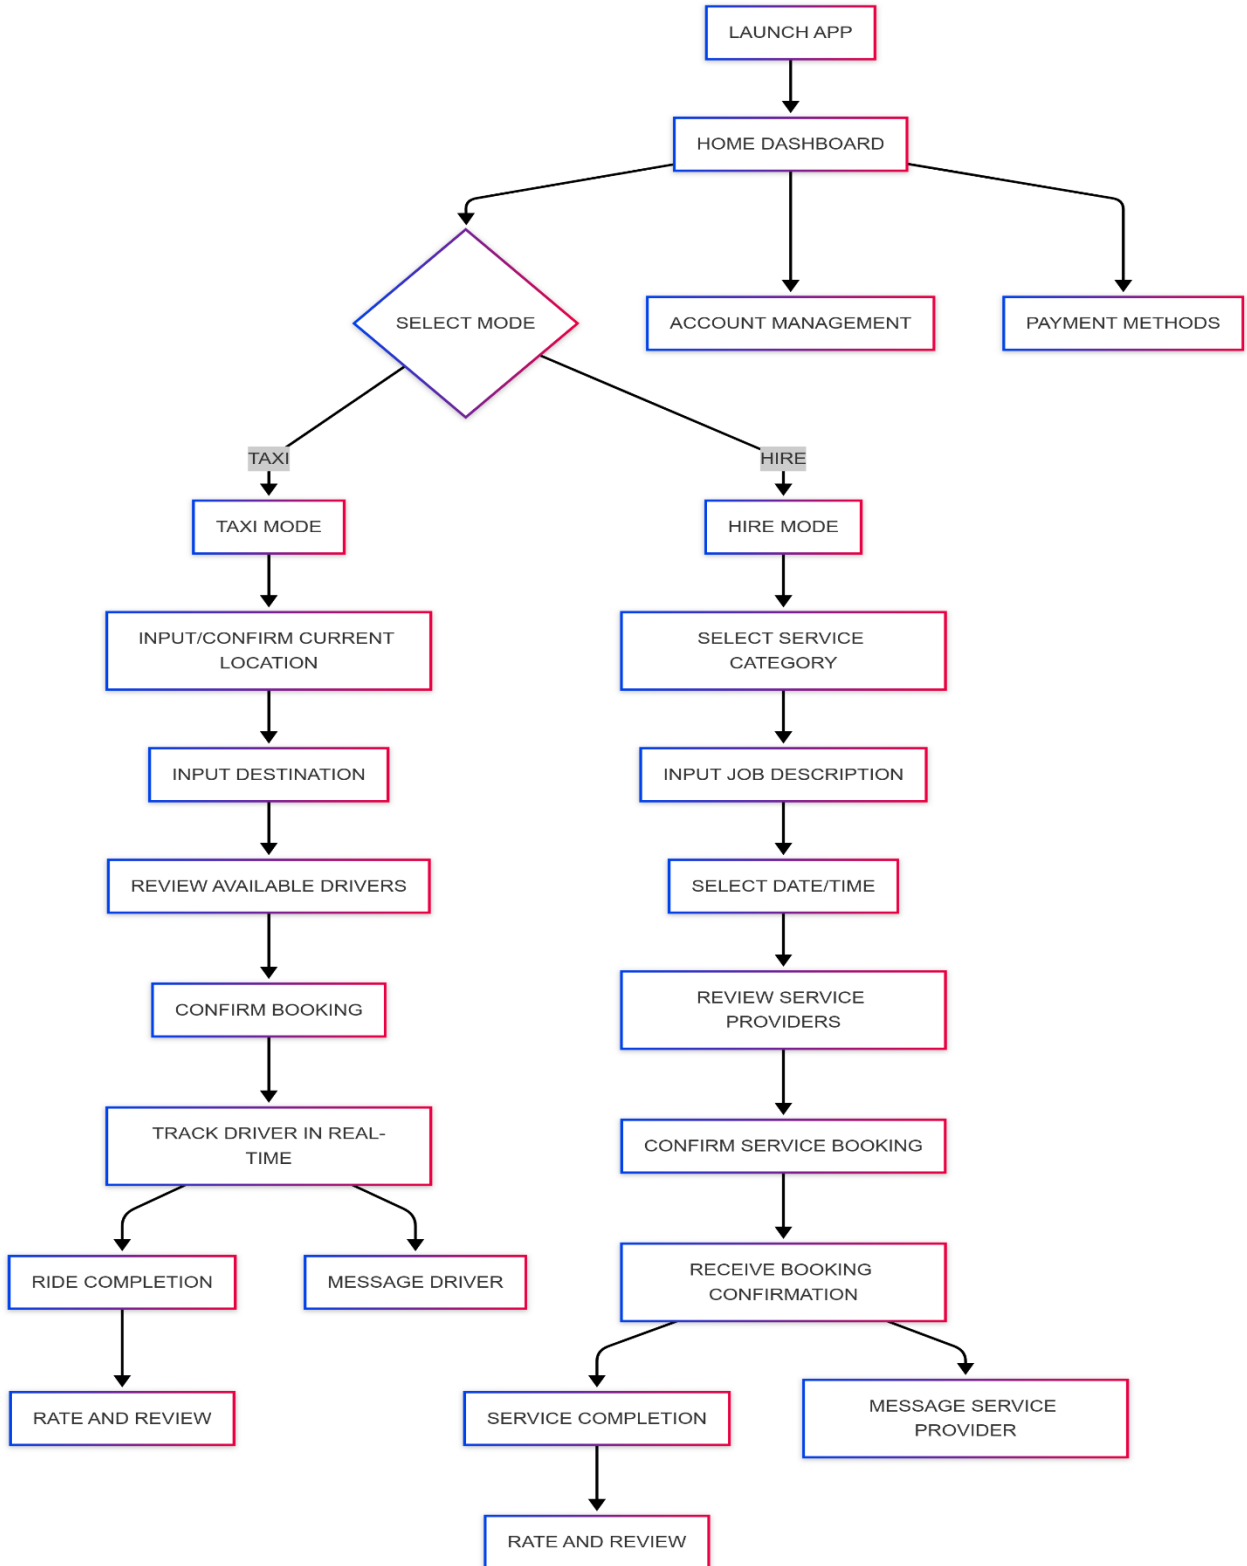 LAUNCH APP
HOME DASHBOARD
SELECT MODE
ACCOUNT MANAGEMENT
PAYMENT METHODS
TAXI
HIRE
TAXI MODE
HIRE MODE
INPUT/CONFIRM CURRENT
LOCATION
SELECT SERVICE
CATEGORY
INPUT DESTINATION
INPUT JOB DESCRIPTION
REVIEW AVAILABLE DRIVERS
SELECT DATE/TIME
CONFIRM BOOKING
REVIEW SERVICE
PROVIDERS
TRACK DRIVER IN REAL-
TIME
CONFIRM SERVICE BOOKING
RIDE COMPLETION
MESSAGE DRIVER
RECEIVE BOOKING
CONFIRMATION
RATE AND REVIEW
SERVICE COMPLETION
MESSAGE SERVICE
PROVIDER
RATE AND REVIEW